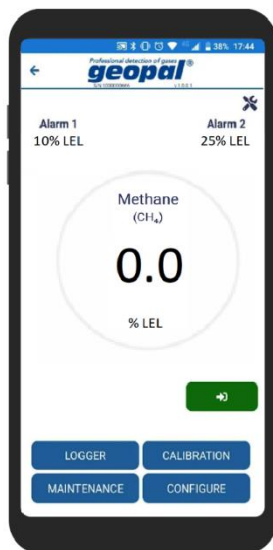 38% 17:44
Professional detection of gases
geopal®
Alarm 1
10% LEL
Alarm 2
25% LEL
Methane
(CH₄)
0.0
% LEL
LOGGER
CALIBRATION
MAINTENANCE
CONFIGURE